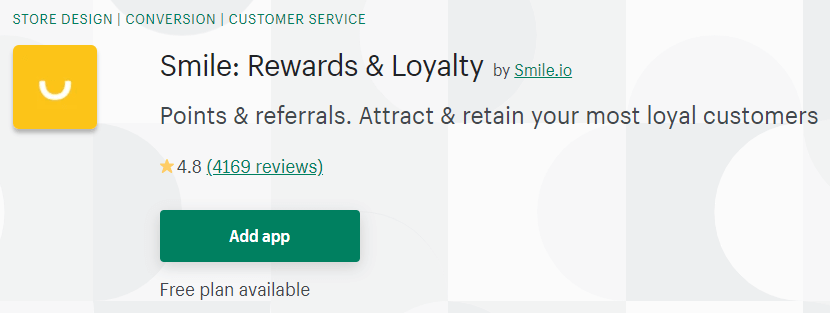 STORE DESIGN | CONVERSION | CUSTOMER SERVICE
Smile: Rewards & Loyalty by Smile.io
Points & referrals. Attract & retain your most loyal customers
4.8 (4169 reviews)
Add app
Free plan available